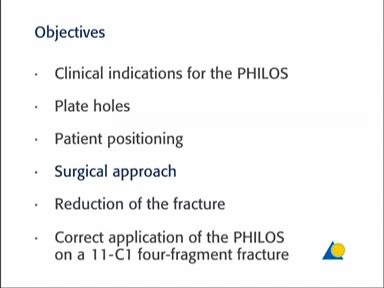 Objectives
· Clinical indications for the PHILOS
· Plate holes
· Patient positioning
· Surgical approach
· Reduction of the fracture
· Correct application of the PHILOS
on a 11-C1 four-fragment fracture